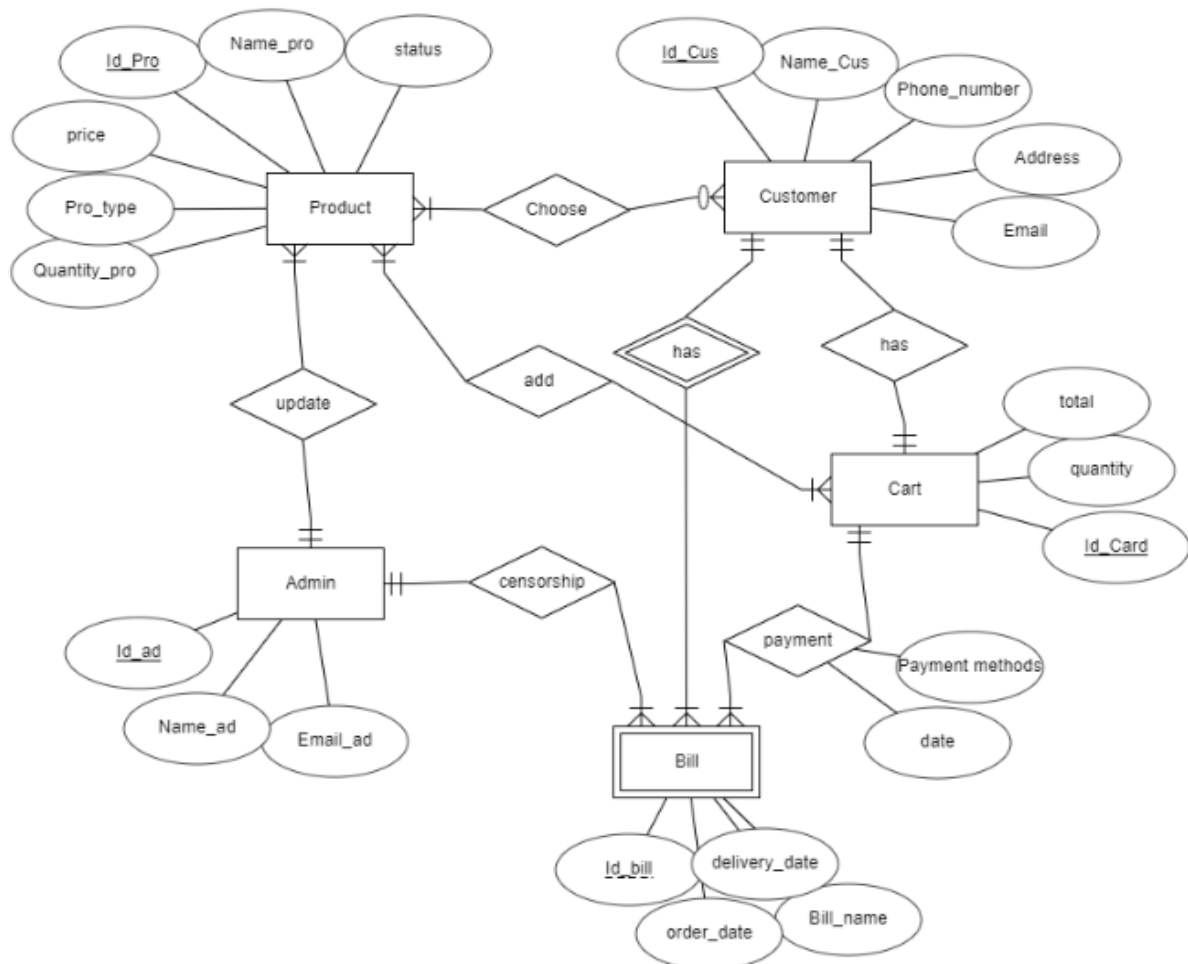 Name_pro
status
Id_Pro
Id_Cus
Name_Cus
Phone_number
price
Address
Pro_type
Product
Choose
Customer
Email
Quantity_pro
has
has
add
update
total
quantity
Cart
Id_Card
Admin
censorship
payment
Payment methods
Id_ad
Name_ad
Email_ad
date
Bill
Id_bill
delivery_date
order_date
Bill_name